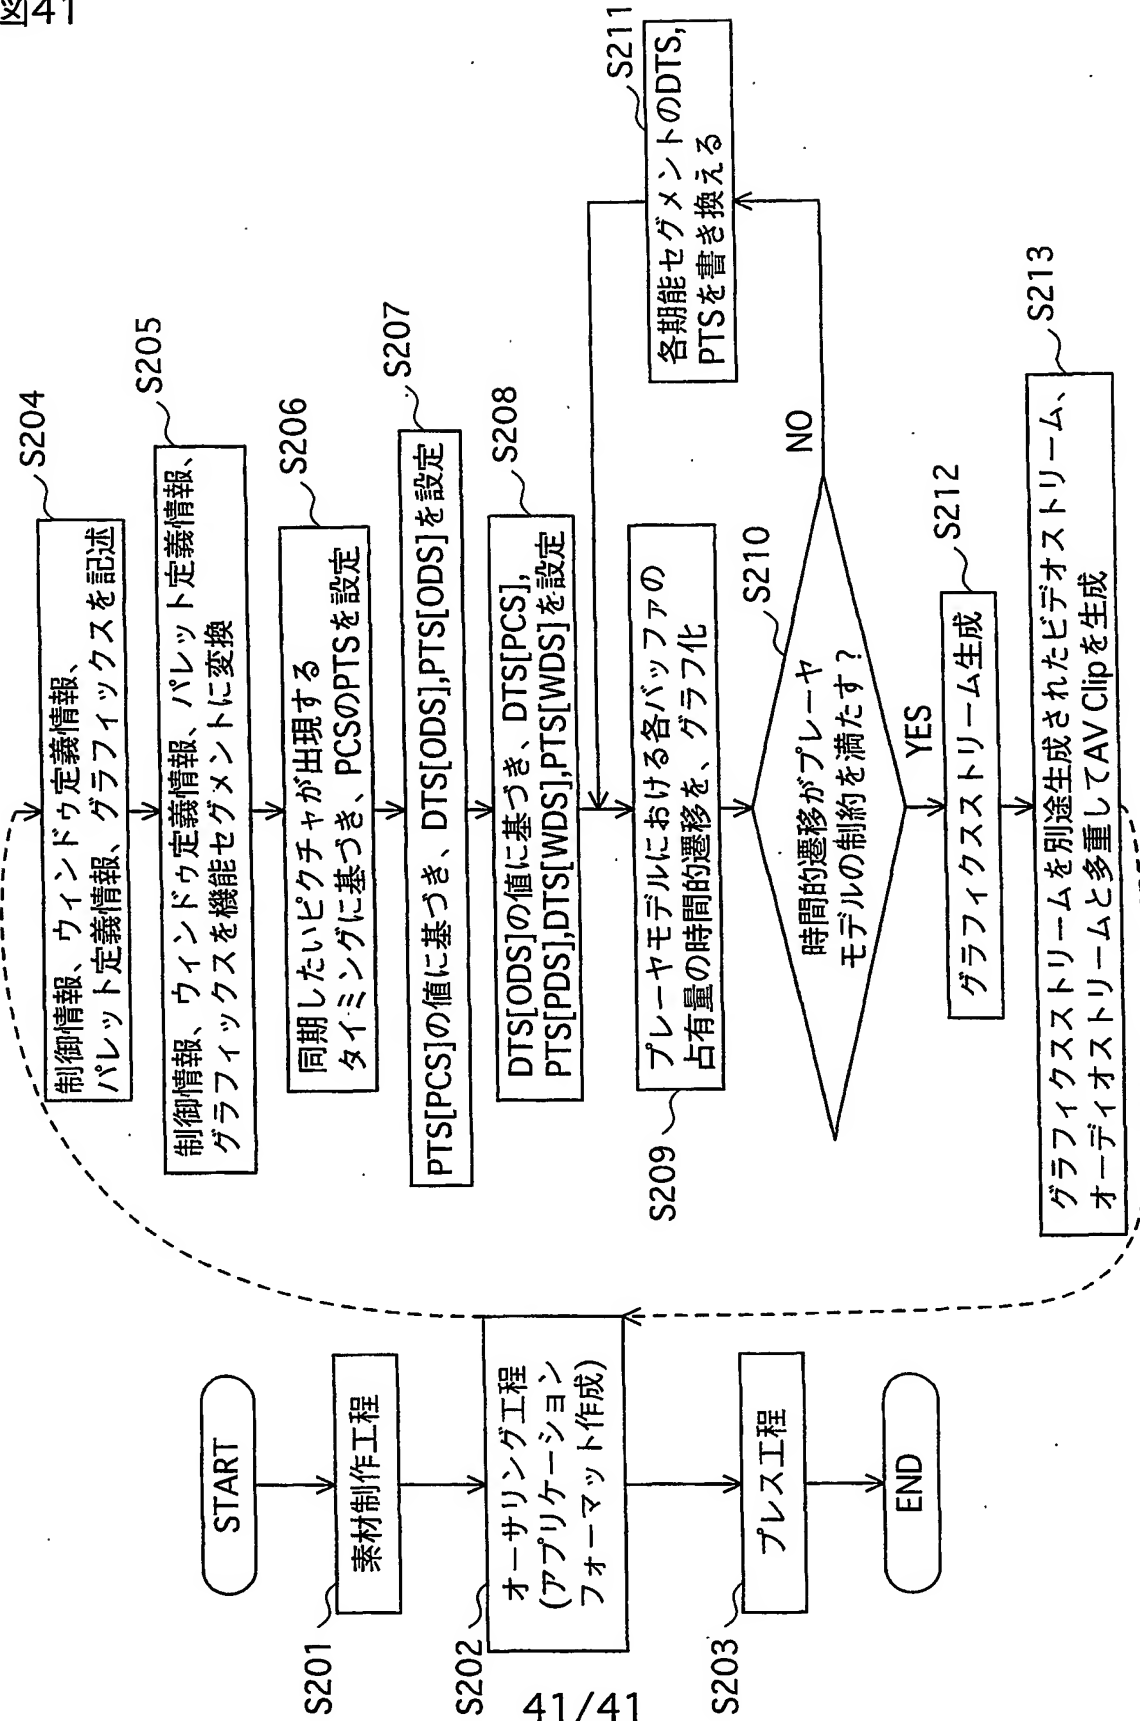 図41
START
S201
素材制作工程
S202
オーサリング工程
(アプリケーション
フォーマット作成)
S203
プレス工程
END
S204
制御情報、ウィンドゥ定義情報、
パレット定義情報、グラフィックスを記述
S205
制御情報、ウィンドゥ定義情報、パレット定義情報、
グラフィックスを機能セグメントに変換
S206
同期したいピクチャが出現する
タイミングに基づき、PCSのPTSを設定
S207
PTS[PCS]の値に基づき、DTS[ODS],PTS[ODS]を設定
S208
DTS[ODS]の値に基づき、DTS[PCS],
PTS[PDS],DTS[WDS],PTS[WDS]を設定
S209
プレーヤモデルにおける各バッファの
占有量の時間的遷移を、グラフ化
S210
時間的遷移がプレーヤ
モデルの制約を満たす?
NO
YES
S211
各期能セグメントのDTS,
PTSを書き換える
S212
グラフィクスストリーム生成
S213
グラフィクスストリームを別途生成されたビデオストリーム、
オーディオストリームと多重してAV Clipを生成
41/41